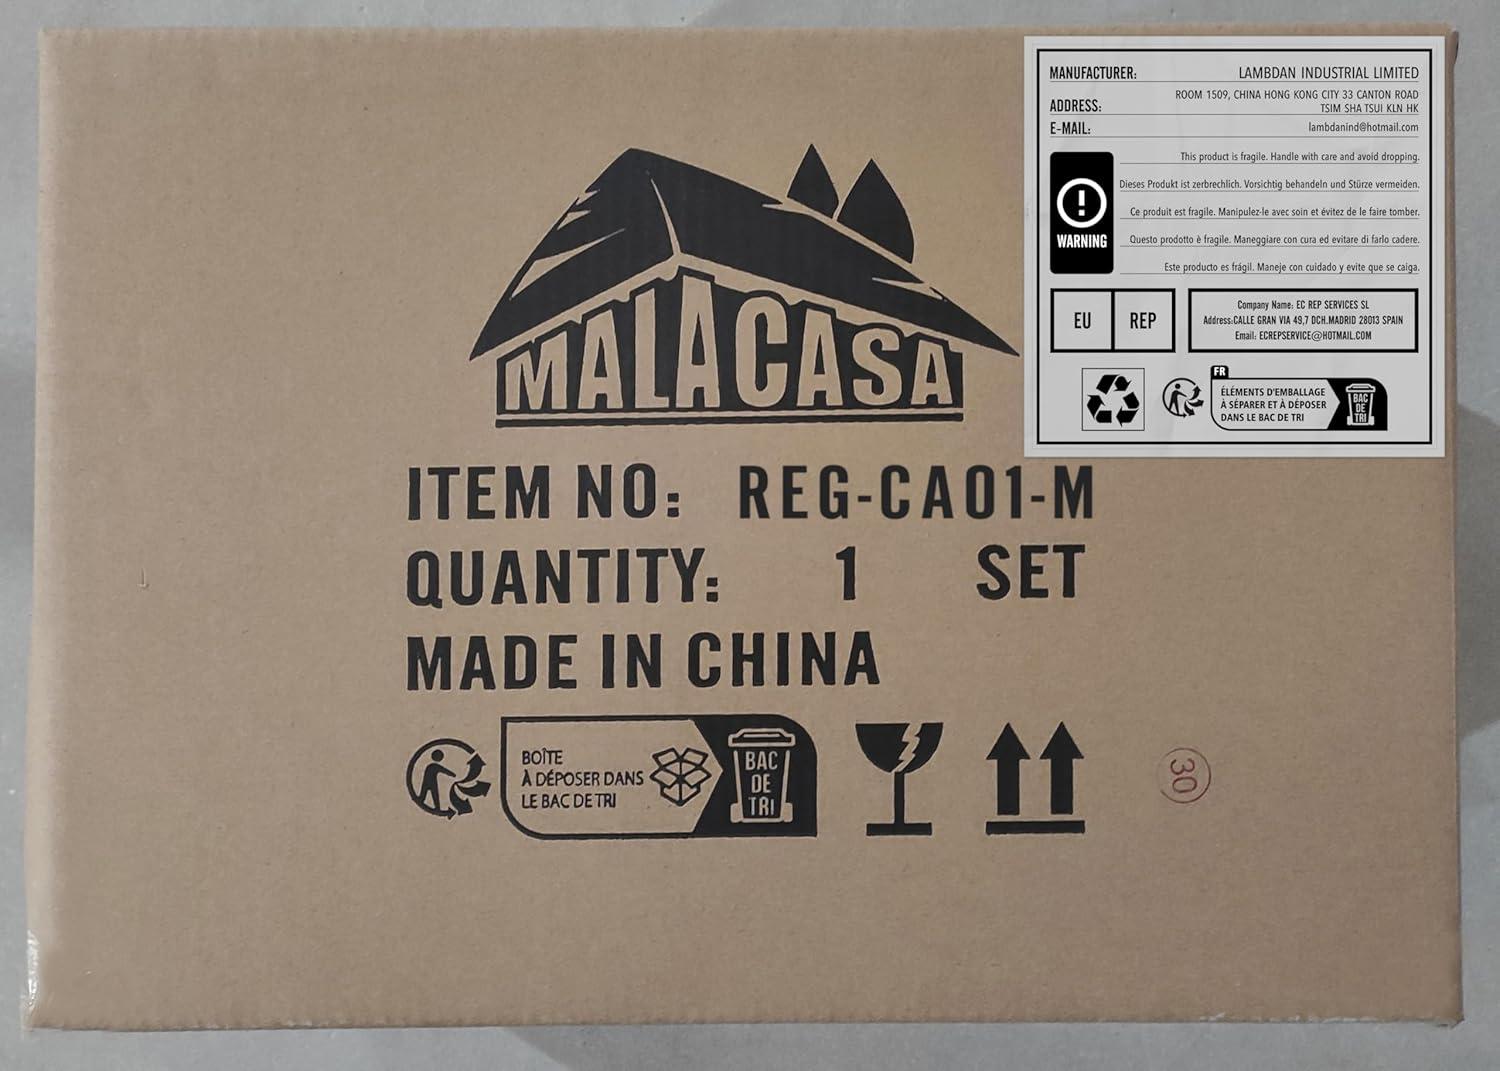 MALACASA
ITEM NO: REG-CA01-M
QUANTITY: 1 SET
MADE IN CHINA
BOÎTE
À DÉPOSER DANS
LE BAC DE TRI
BAC
DE
TRI
30
MANUFACTURER: LAMBDAN INDUSTRIAL LIMITED
ADDRESS: ROOM 1509, CHINA HONG KONG CITY 33 CANTON ROAD
TSIM SHA TSUI KLN HK
E-MAIL: lambdanind@hotmail.com
WARNING
This product is fragile. Handle with care and avoid dropping.
Dieses Produkt ist zerbrechlich. Vorsichtig behandeln und Stürze vermeiden.
Ce produit est fragile. Manipulez-le avec soin et évitez de le faire tomber.
Questo prodotto è fragile. Maneggiare con cura ed evitare di farlo cadere.
Este producto es frágil. Maneje con cuidado y evite que se caiga.
EU REP
Company Name: EC REP SERVICES SL
Address:CALLE GRAN VIA 49,7 DCH.MADRID 28013 SPAIN
Email: ECREPSERVICE@HOTMAIL.COM
FR
ÉLÉMENTS D'EMBALLAGE
À SÉPARER ET À DÉPOSER
DANS LE BAC DE TRI
BAC
DE
TRI